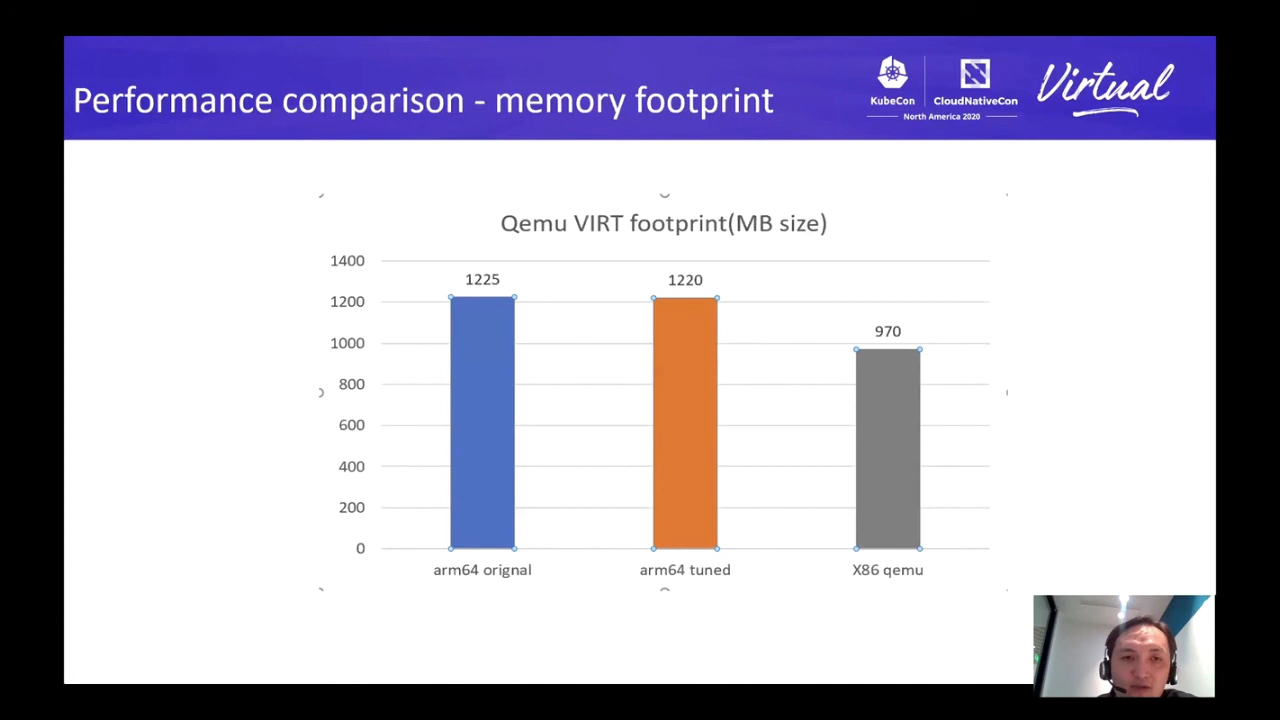 Performance comparison - memory footprint
KubeCon
CloudNativeCon
North America 2020
Virtual
Qemu VIRT footprint(MB size)
1400
1200
1000
800
600
400
200
0
1225
1220
970
arm64 orignal
arm64 tuned
X86 qemu